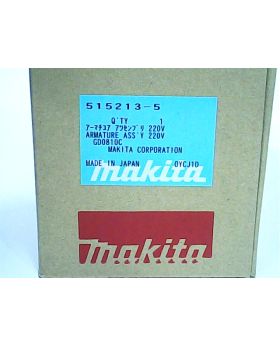 515213-5
Q'TY 1
アーマチュア アッセンブリ 220V
ARMATURE ASS'Y 220V
GD0810C
MAKITA CORPORATION
MADE IN JAPAN 0YCJ1D
makita
makita